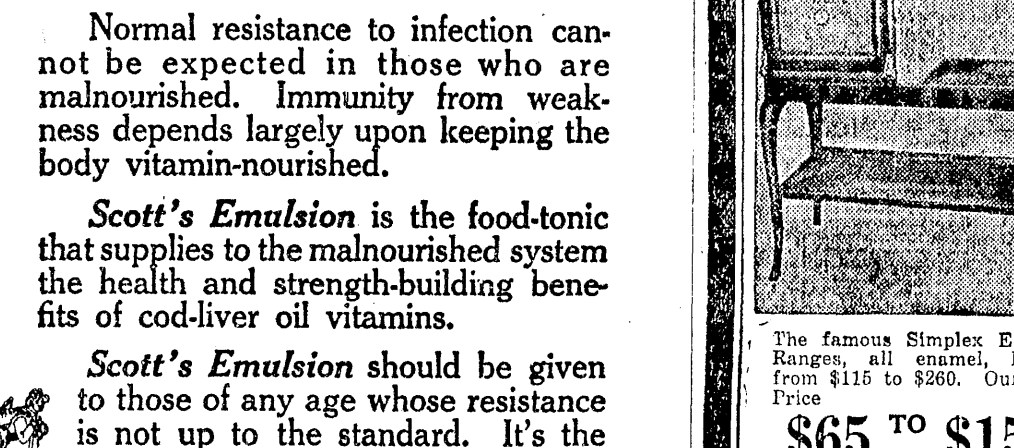 Normal resistance to infection can-
not be expected in those who are
malnourished. Immunity from weak-
ness depends largely upon keeping the
body vitamin-nourished.
Scott's Emulsion is the food-tonic
that supplies to the malnourished system
the health and strength-building bene-
fits of cod-liver oil vitamins.
Scott's Emulsion should be given
to those of any age whose resistance
is not up to the standard. It's the
The famous Simplex E
Ranges, all enamel,
from $115 to $260. Our
Price
$65 TO $15